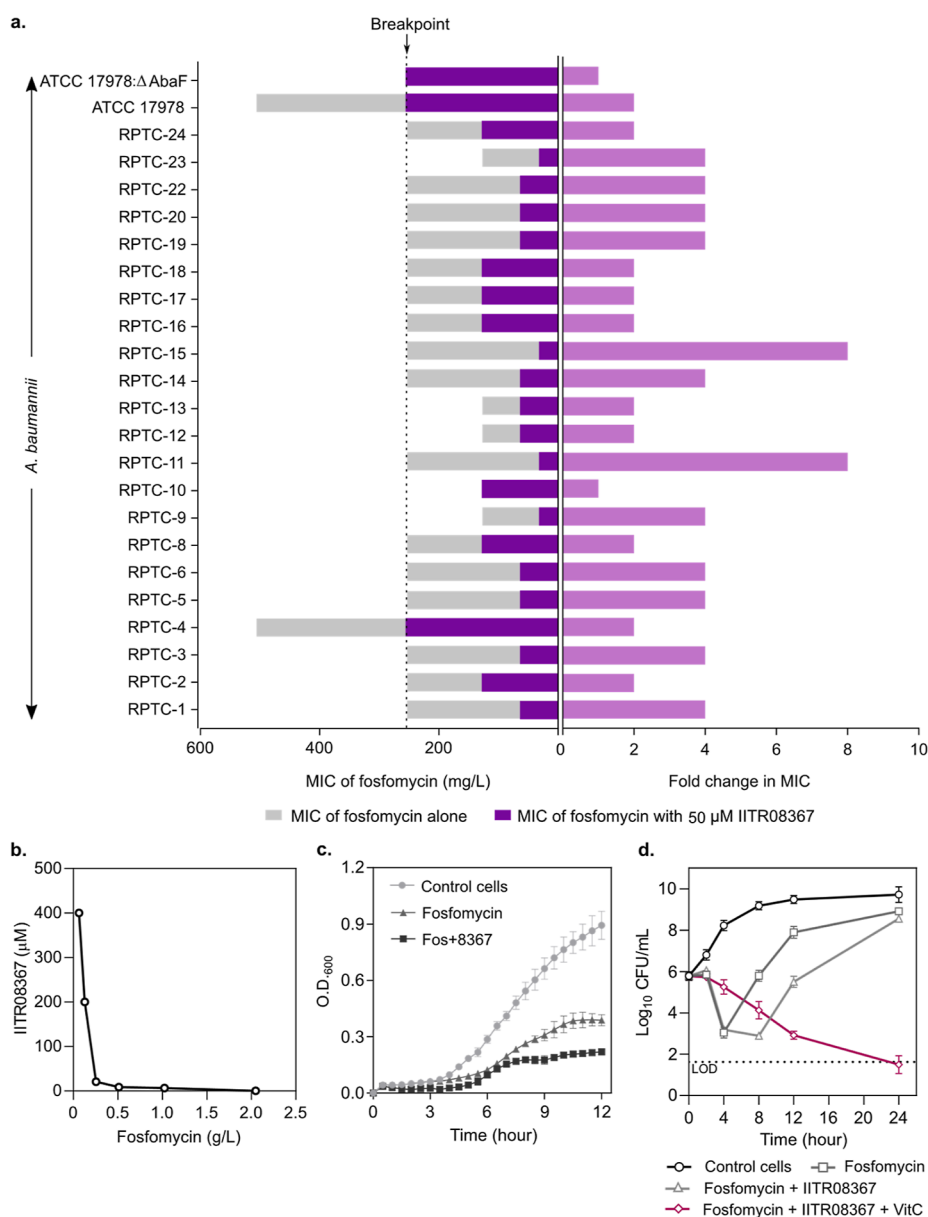 a.
Breakpoint
ATCC 17978:Δ AbaF
ATCC 17978
RPTC-24
RPTC-23
RPTC-22
RPTC-20
RPTC-19
RPTC-18
RPTC-17
RPTC-16
RPTC-15
RPTC-14
RPTC-13
RPTC-12
RPTC-11
RPTC-10
RPTC-9
RPTC-8
RPTC-6
RPTC-5
RPTC-4
RPTC-3
RPTC-2
RPTC-1
A. baumannii
600 400 200 0 2 4 6 8 10
MIC of fosfomycin (mg/L) Fold change in MIC
MIC of fosfomycin alone MIC of fosfomycin with 50 µM IITR08367
b.
500
400
300
200
100
0
IITR08367 (µM)
0.0 0.5 1.0 1.5 2.0 2.5
Fosfomycin (g/L)
c.
1.2
0.9
0.6
0.3
0.0
O.D.₆₀₀
Control cells
Fosfomycin
Fos+8367
0 3 6 9 12
Time (hour)
d.
10
8
6
4
2
0
Log₁₀ CFU/mL
LOD
0 4 8 12 16 20 24
Time (hour)
Control cells Fosfomycin
Fosfomycin + IITR08367
Fosfomycin + IITR08367 + VitC